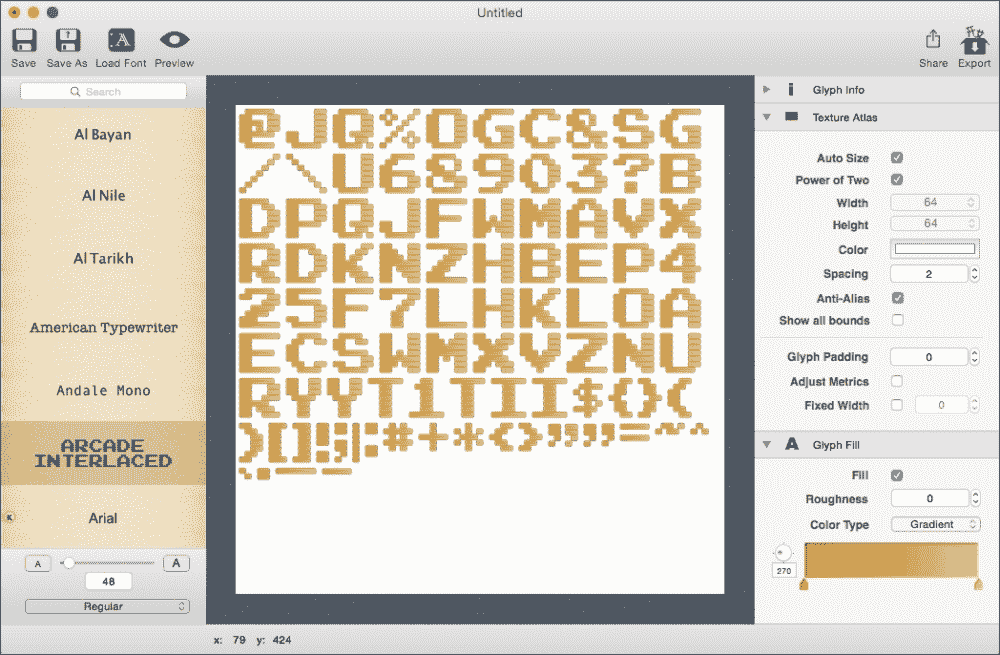 Untitled
Save Save As Load Font Preview Share Export
Search
Al Bayan
Al Nile
Al Tarikh
American Typewriter
Andale Mono
ARCADE
INTERLACED
Arial
A A
48
Regular
@JQ%OGC&SG
/\U6&903?B
DPQJFWMAVX
RDKNZHBEP4
25F7LHKLOA
ECSWMXVZNU
RYYT1TII${}(
)[]!;|:#+*<>"",=~^
Glyph Info
Texture Atlas
Auto Size
Power of Two
Width 64
Height 64
Color
Spacing 2
Anti-Alias
Show all bounds
Glyph Padding 0
Adjust Metrics
Fixed Width 0
A Glyph Fill
Fill
Roughness 0
Color Type Gradient
270
x: 79 y: 424